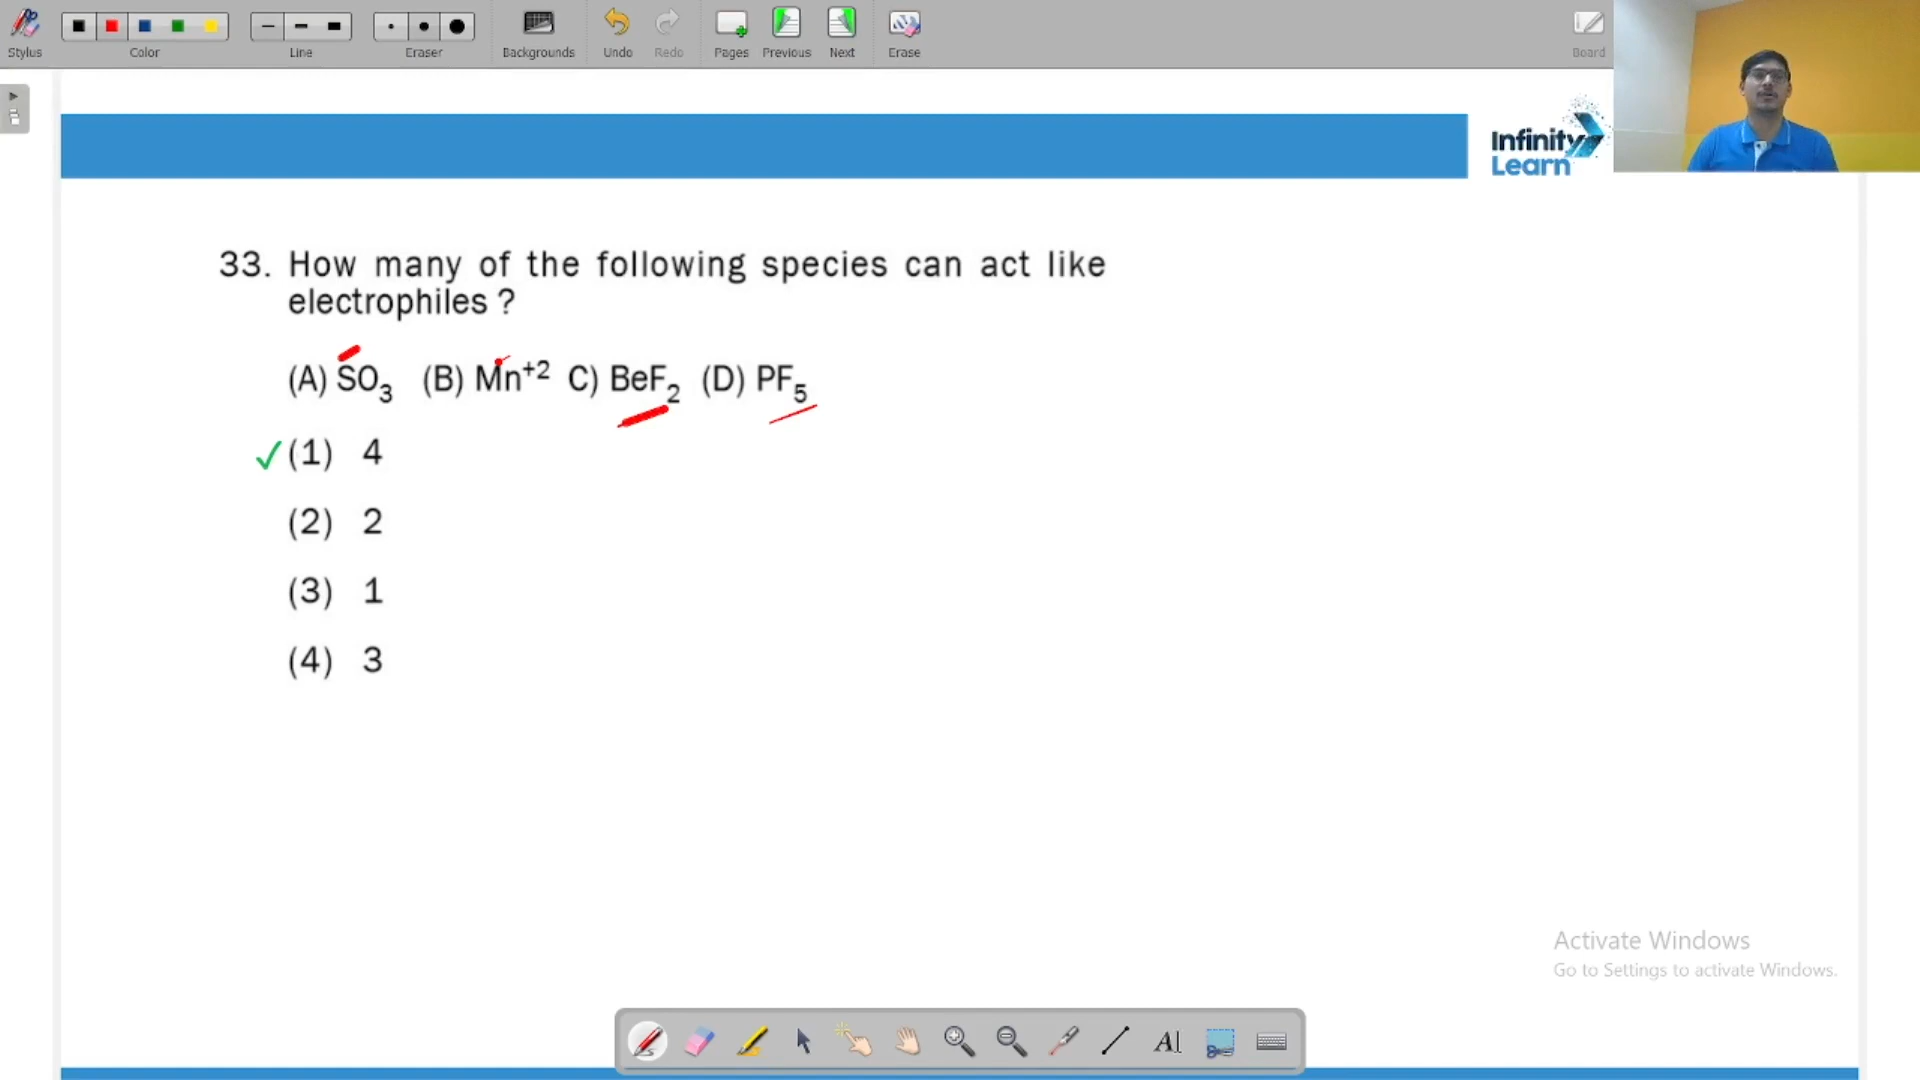 Stylus Color Line Eraser Backgrounds Undo Redo Pages Previous Next Erase Board
Infinity
Learn
33. How many of the following species can act like
electrophiles ?
(A) SO₃ (B) Mn⁺² C) BeF₂ (D) PF₅
(1) 4
(2) 2
(3) 1
(4) 3
Activate Windows
Go to Settings to activate Windows.
AI